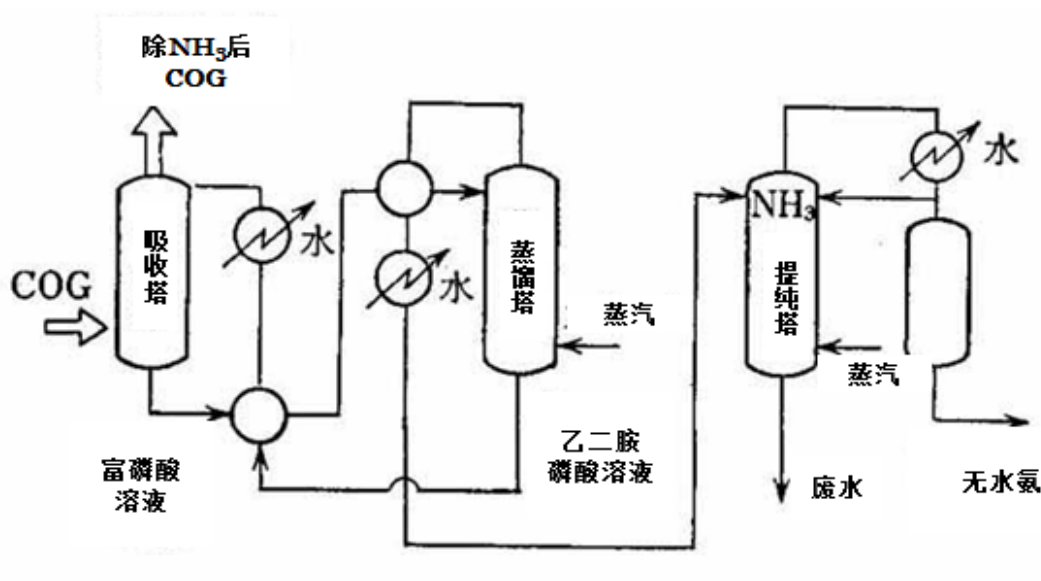 除NH₃后
COG
吸收塔
水
COG
富磷酸
溶液
水
蒸馏塔
蒸汽
乙二胺
磷酸溶液
NH₃
提纯塔
水
蒸汽
废水
无水氨